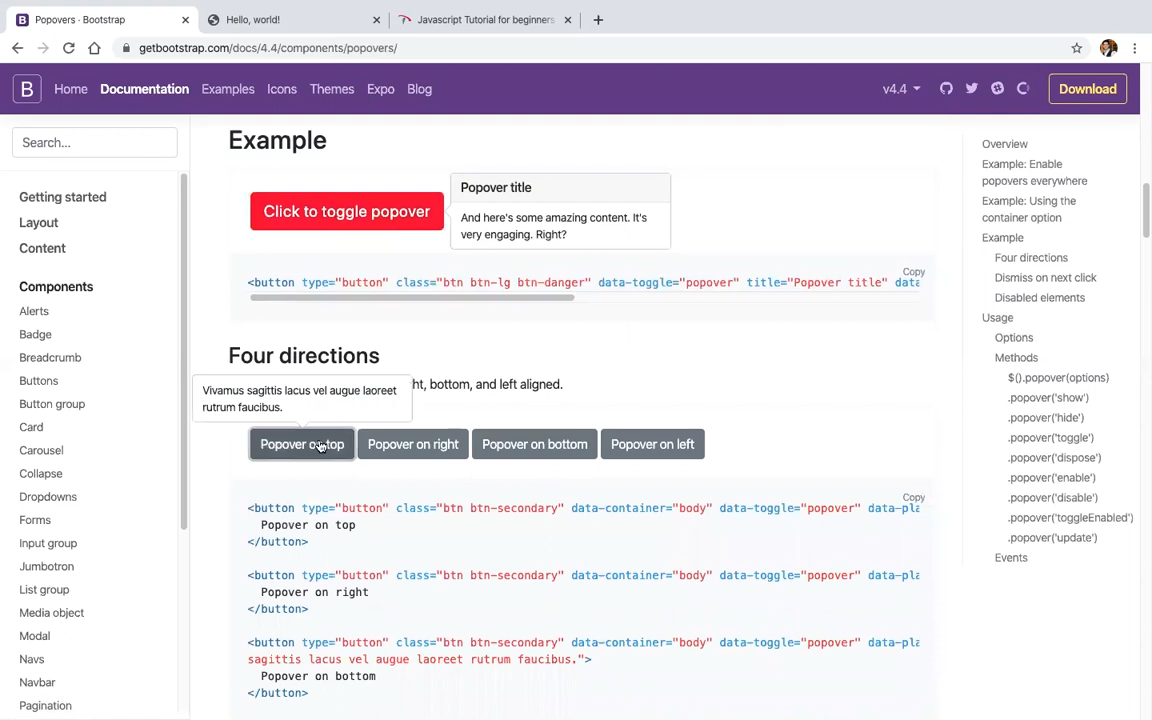 Popovers · Bootstrap
Hello, world!
Javascript Tutorial for beginners
getbootstrap.com/docs/4.4/components/popovers/
B Home Documentation Examples Icons Themes Expo Blog v4.4 Download
Search...
Getting started
Layout
Content
Components
Alerts
Badge
Breadcrumb
Buttons
Button group
Card
Carousel
Collapse
Dropdowns
Forms
Input group
Jumbotron
List group
Media object
Modal
Navs
Navbar
Pagination
Example
Click to toggle popover
Popover title
And here's some amazing content. It's
very engaging. Right?
Copy
<button type="button" class="btn btn-lg btn-danger" data-toggle="popover" title="Popover title" data
Four directions
Vivamus sagittis lacus vel augue laoreet
rutrum faucibus.
ht, bottom, and left aligned.
Popover on top Popover on right Popover on bottom Popover on left
Copy
<button type="button" class="btn btn-secondary" data-container="body" data-toggle="popover" data-pla
Popover on top
</button>
<button type="button" class="btn btn-secondary" data-container="body" data-toggle="popover" data-pla
Popover on right
</button>
<button type="button" class="btn btn-secondary" data-container="body" data-toggle="popover" data-pla
sagittis lacus vel augue laoreet rutrum faucibus.">
Popover on bottom
</button>
Overview
Example: Enable
popovers everywhere
Example: Using the
container option
Example
Four directions
Dismiss on next click
Disabled elements
Usage
Options
Methods
$().popover(options)
.popover('show')
.popover('hide')
.popover('toggle')
.popover('dispose')
.popover('enable')
.popover('disable')
.popover('toggleEnabled')
.popover('update')
Events